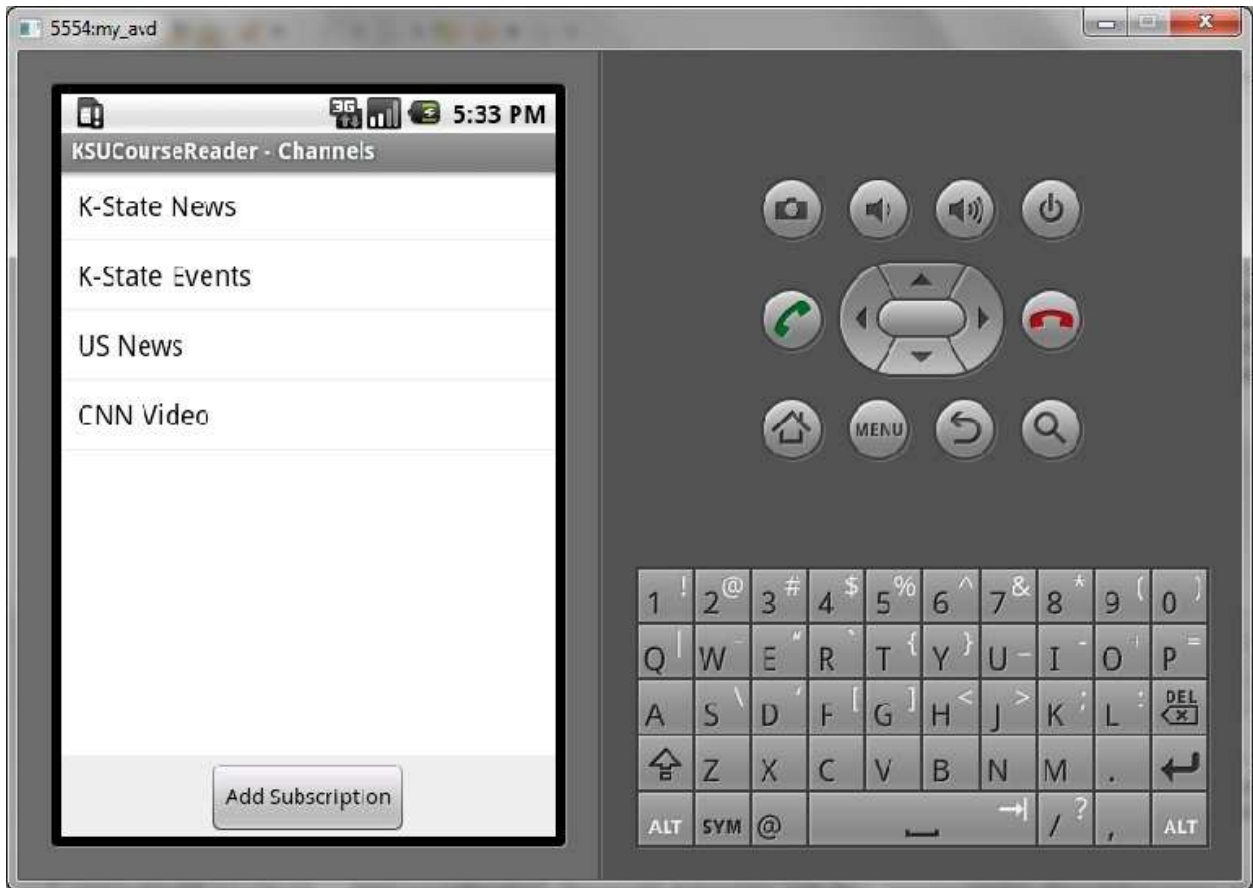 5554:my_avd
3G 5:33 PM
KSUCourseReader - Channels
K-State News
K-State Events
US News
CNN Video
Add Subscription
MENU
1 ! 2 @ 3 # 4 $ 5 % 6 ^ 7 & 8 * 9 ( 0 )
Q | W ~ E " R ` T { Y } U _ I - O + P =
A S \ D ' F [ G ] H < J > K ; L : DEL
Z X C V B N M .
ALT SYM @ / ? , ALT